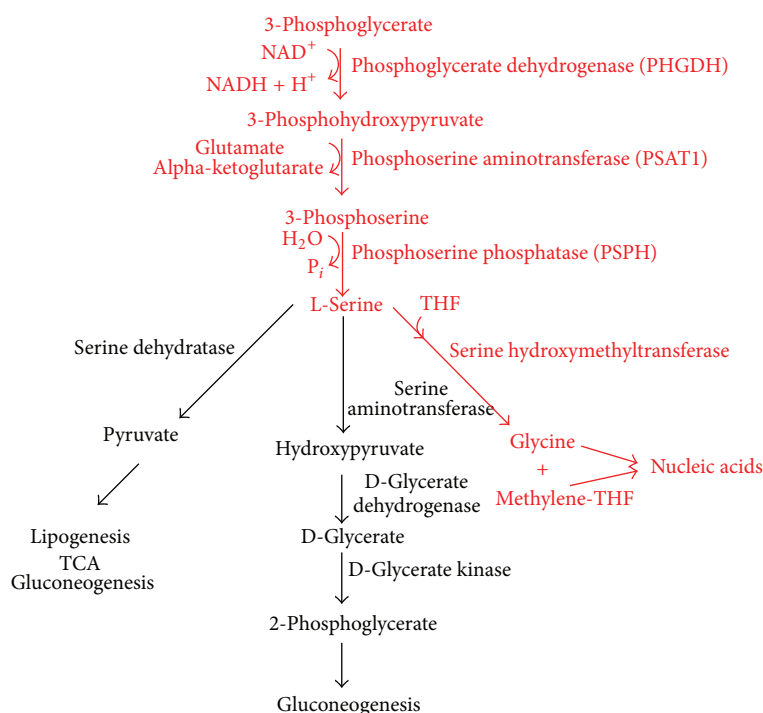 3-Phosphoglycerate
NAD+
Phosphoglycerate dehydrogenase (PHGDH)
NADH + H+
3-Phosphohydroxypyruvate
Glutamate
Alpha-ketoglutarate
Phosphoserine aminotransferase (PSAT1)
3-Phosphoserine
H2O
Phosphoserine phosphatase (PSPH)
Pi
L-Serine
THF
Serine dehydratase
Serine hydroxymethyltransferase
Serine
aminotransferase
Pyruvate
Hydroxypyruvate
Glycine
+
Methylene-THF
Nucleic acids
D-Glycerate
dehydrogenase
Lipogenesis
TCA
Gluconeogenesis
D-Glycerate
D-Glycerate kinase
2-Phosphoglycerate
Gluconeogenesis